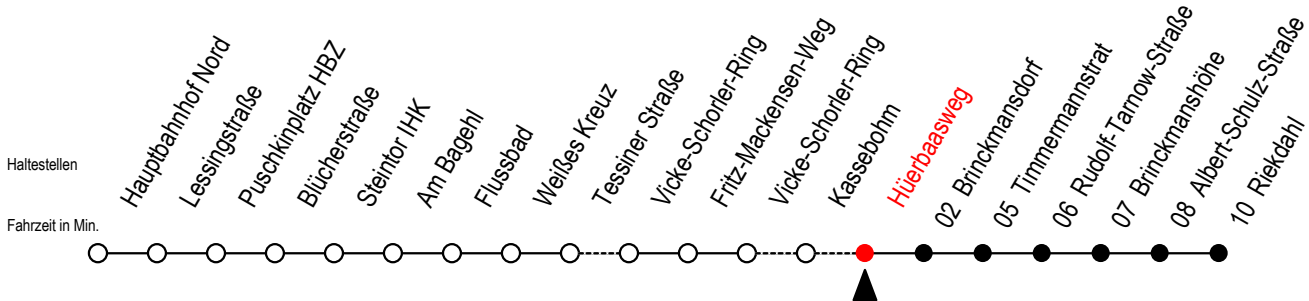 Haltestellen
Fahrzeit in Min.
Hauptbahnhof Nord
Lessingstraße
Puschkinplatz HBZ
Blücherstraße
Steintor IHK
Am Bagehl
Flussbad
Weißes Kreuz
Tessiner Straße
Vicke-Schorler-Ring
Fritz-Mackensen-Weg
Vicke-Schorler-Ring
Kassebohm
Hüerbaasweg
02 Brinckmansdorf
05 Timmermannstrat
06 Rudolf-Tarnow-Straße
07 Brinckmanshöhe
08 Albert-Schulz-Straße
10 Riekdahl